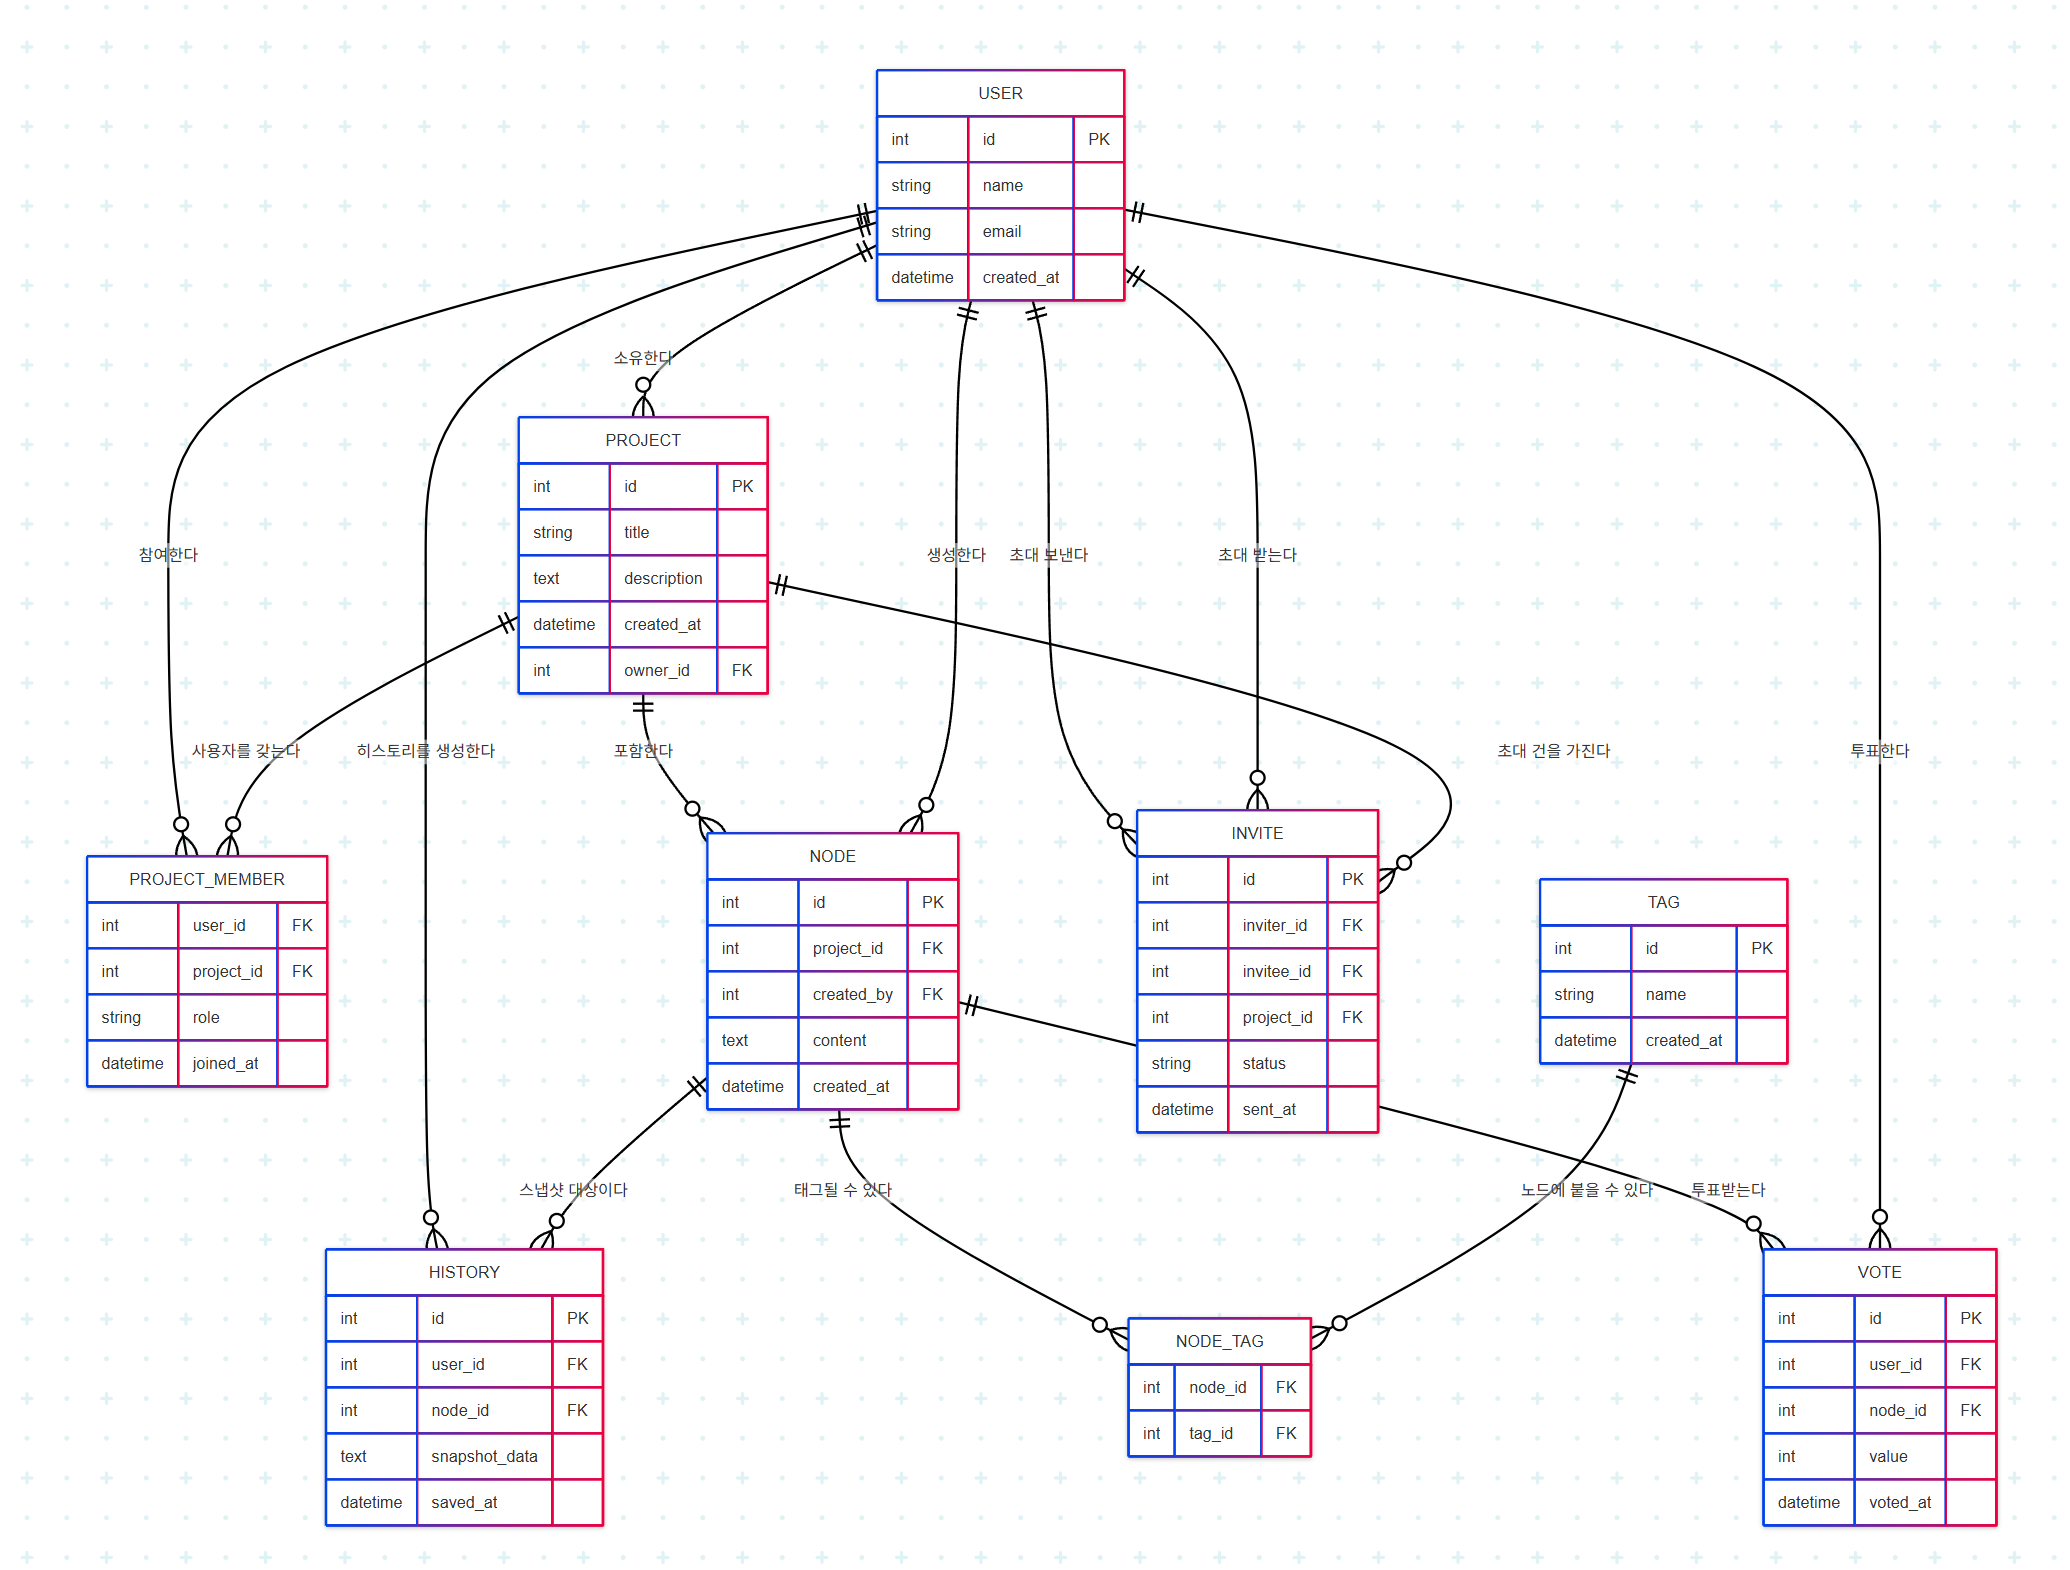 USER
int id PK
string name
string email
datetime created_at
소유한다
PROJECT
int id PK
string title
text description
datetime created_at
int owner_id FK
참여한다
생성한다
초대 보낸다
초대 받는다
사용자를 갖는다
히스토리를 생성한다
포함한다
초대 건을 가진다
투표한다
PROJECT_MEMBER
int user_id FK
int project_id FK
string role
datetime joined_at
NODE
int id PK
int project_id FK
int created_by FK
text content
datetime created_at
INVITE
int id PK
int inviter_id FK
int invitee_id FK
int project_id FK
string status
datetime sent_at
TAG
int id PK
string name
datetime created_at
스냅샷 대상이다
태그될 수 있다
노드에 붙을 수 있다
투표받는다
HISTORY
int id PK
int user_id FK
int node_id FK
text snapshot_data
datetime saved_at
NODE_TAG
int node_id FK
int tag_id FK
VOTE
int id PK
int user_id FK
int node_id FK
int value
datetime voted_at